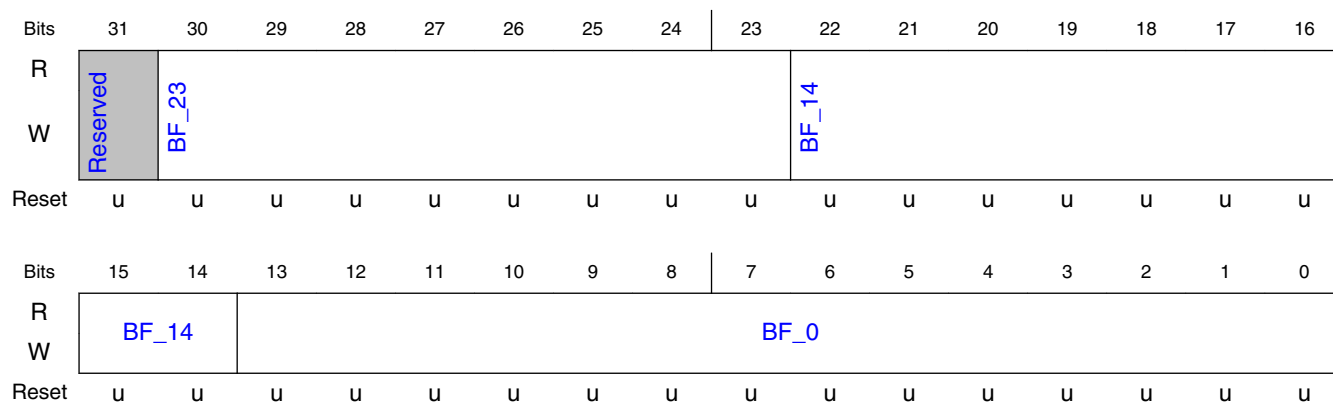 Bits 31 30 29 28 27 26 25 24 23 22 21 20 19 18 17 16
R
W
Reserved BF_23 BF_14
Reset u u u u u u u u u u u u u u u u
Bits 15 14 13 12 11 10 9 8 7 6 5 4 3 2 1 0
R
W
BF_14 BF_0
Reset u u u u u u u u u u u u u u u u